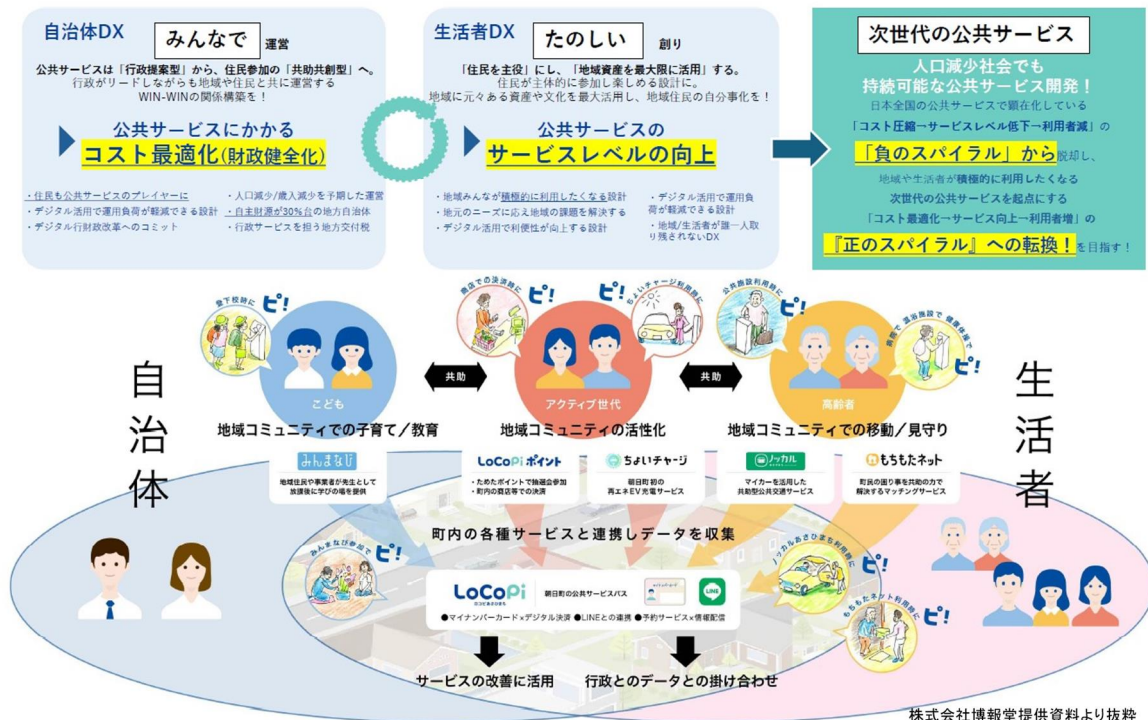 自治体DX
みんなで
運営
公共サービスは「行政提案型」から、住民参加の「共助共創型」へ。
行政がリードしながらも地域や住民と共に運営する
WIN-WINの関係構築を！
公共サービスにかかる
コスト最適化(財政健全化)
・住民も公共サービスのプレイヤーに
・デジタル活用で運用負荷が軽減できる設計
・デジタル行財政改革へのコミット
・人口減少/歳入減少を予期した運営
・自主財源が30％台の地方自治体
・行政サービスを担う地方交付税
生活者DX
たのしい
創り
「住民を主役」にし、「地域資産を最大限に活用」する。
住民が主体的に参加し楽しめる設計に。
地域に元々ある資産や文化を最大活用し、地域住民の自分事化を！
公共サービスの
サービスレベルの向上
・地域みんなが積極的に利用したくなる設計
・地元のニーズに応え地域の課題を解決する
・デジタル活用で利便性が向上する設計
・デジタル活用で運用負
荷が軽減できる設計
・地域/生活者が誰一人取
り残されないDX
次世代の公共サービス
人口減少社会でも
持続可能な公共サービス開発！
日本全国の公共サービスで顕在化している
「コスト圧縮→サービスレベル低下→利用者減」の
「負のスパイラル」から脱却し、
地域や生活者が積極的に利用したくなる
次世代の公共サービスを起点にする
「コスト最適化→サービス向上→利用者増」の
『正のスパイラル』への転換！を目指す！
登下校時に
ピ！
商店での決済時に
ピ！
ピ！
ちょいチャージ利用時に
公共施設利用時に
ピ！
病院で 温浴施設で 健康体操で
ピ！
自治体
生活者
こども
共助
アクティブ世代
共助
高齢者
地域コミュニティでの子育て／教育
地域コミュニティの活性化
地域コミュニティでの移動／見守り
みんまなび
地域住民や事業者が先生として
放課後に学びの場を提供
LoCoPiポイント
・ためたポイントで抽選会参加
・町内の商店等での決済
ちょいチャージ
朝日町初の
再エネEV充電サービス
ノッカル
マイカーを活用した
共助型公共交通サービス
もちもたネット
町民の困り事を共助の力で
解決するマッチングサービス
町内の各種サービスと連携しデータを収集
みんまなび参加で
ピ！
LoCoPi
ロコピあさひまち
朝日町の公共サービスパス
LINE
●マイナンバーカード×デジタル決済 ●LINEとの連携 ●予約サービス×情報配信
ノッカルあさひまち利用時に
ピ！
もちもたネット利用時に
ピ！
サービスの改善に活用
行政とのデータとの掛け合わせ
株式会社博報堂提供資料より抜粋